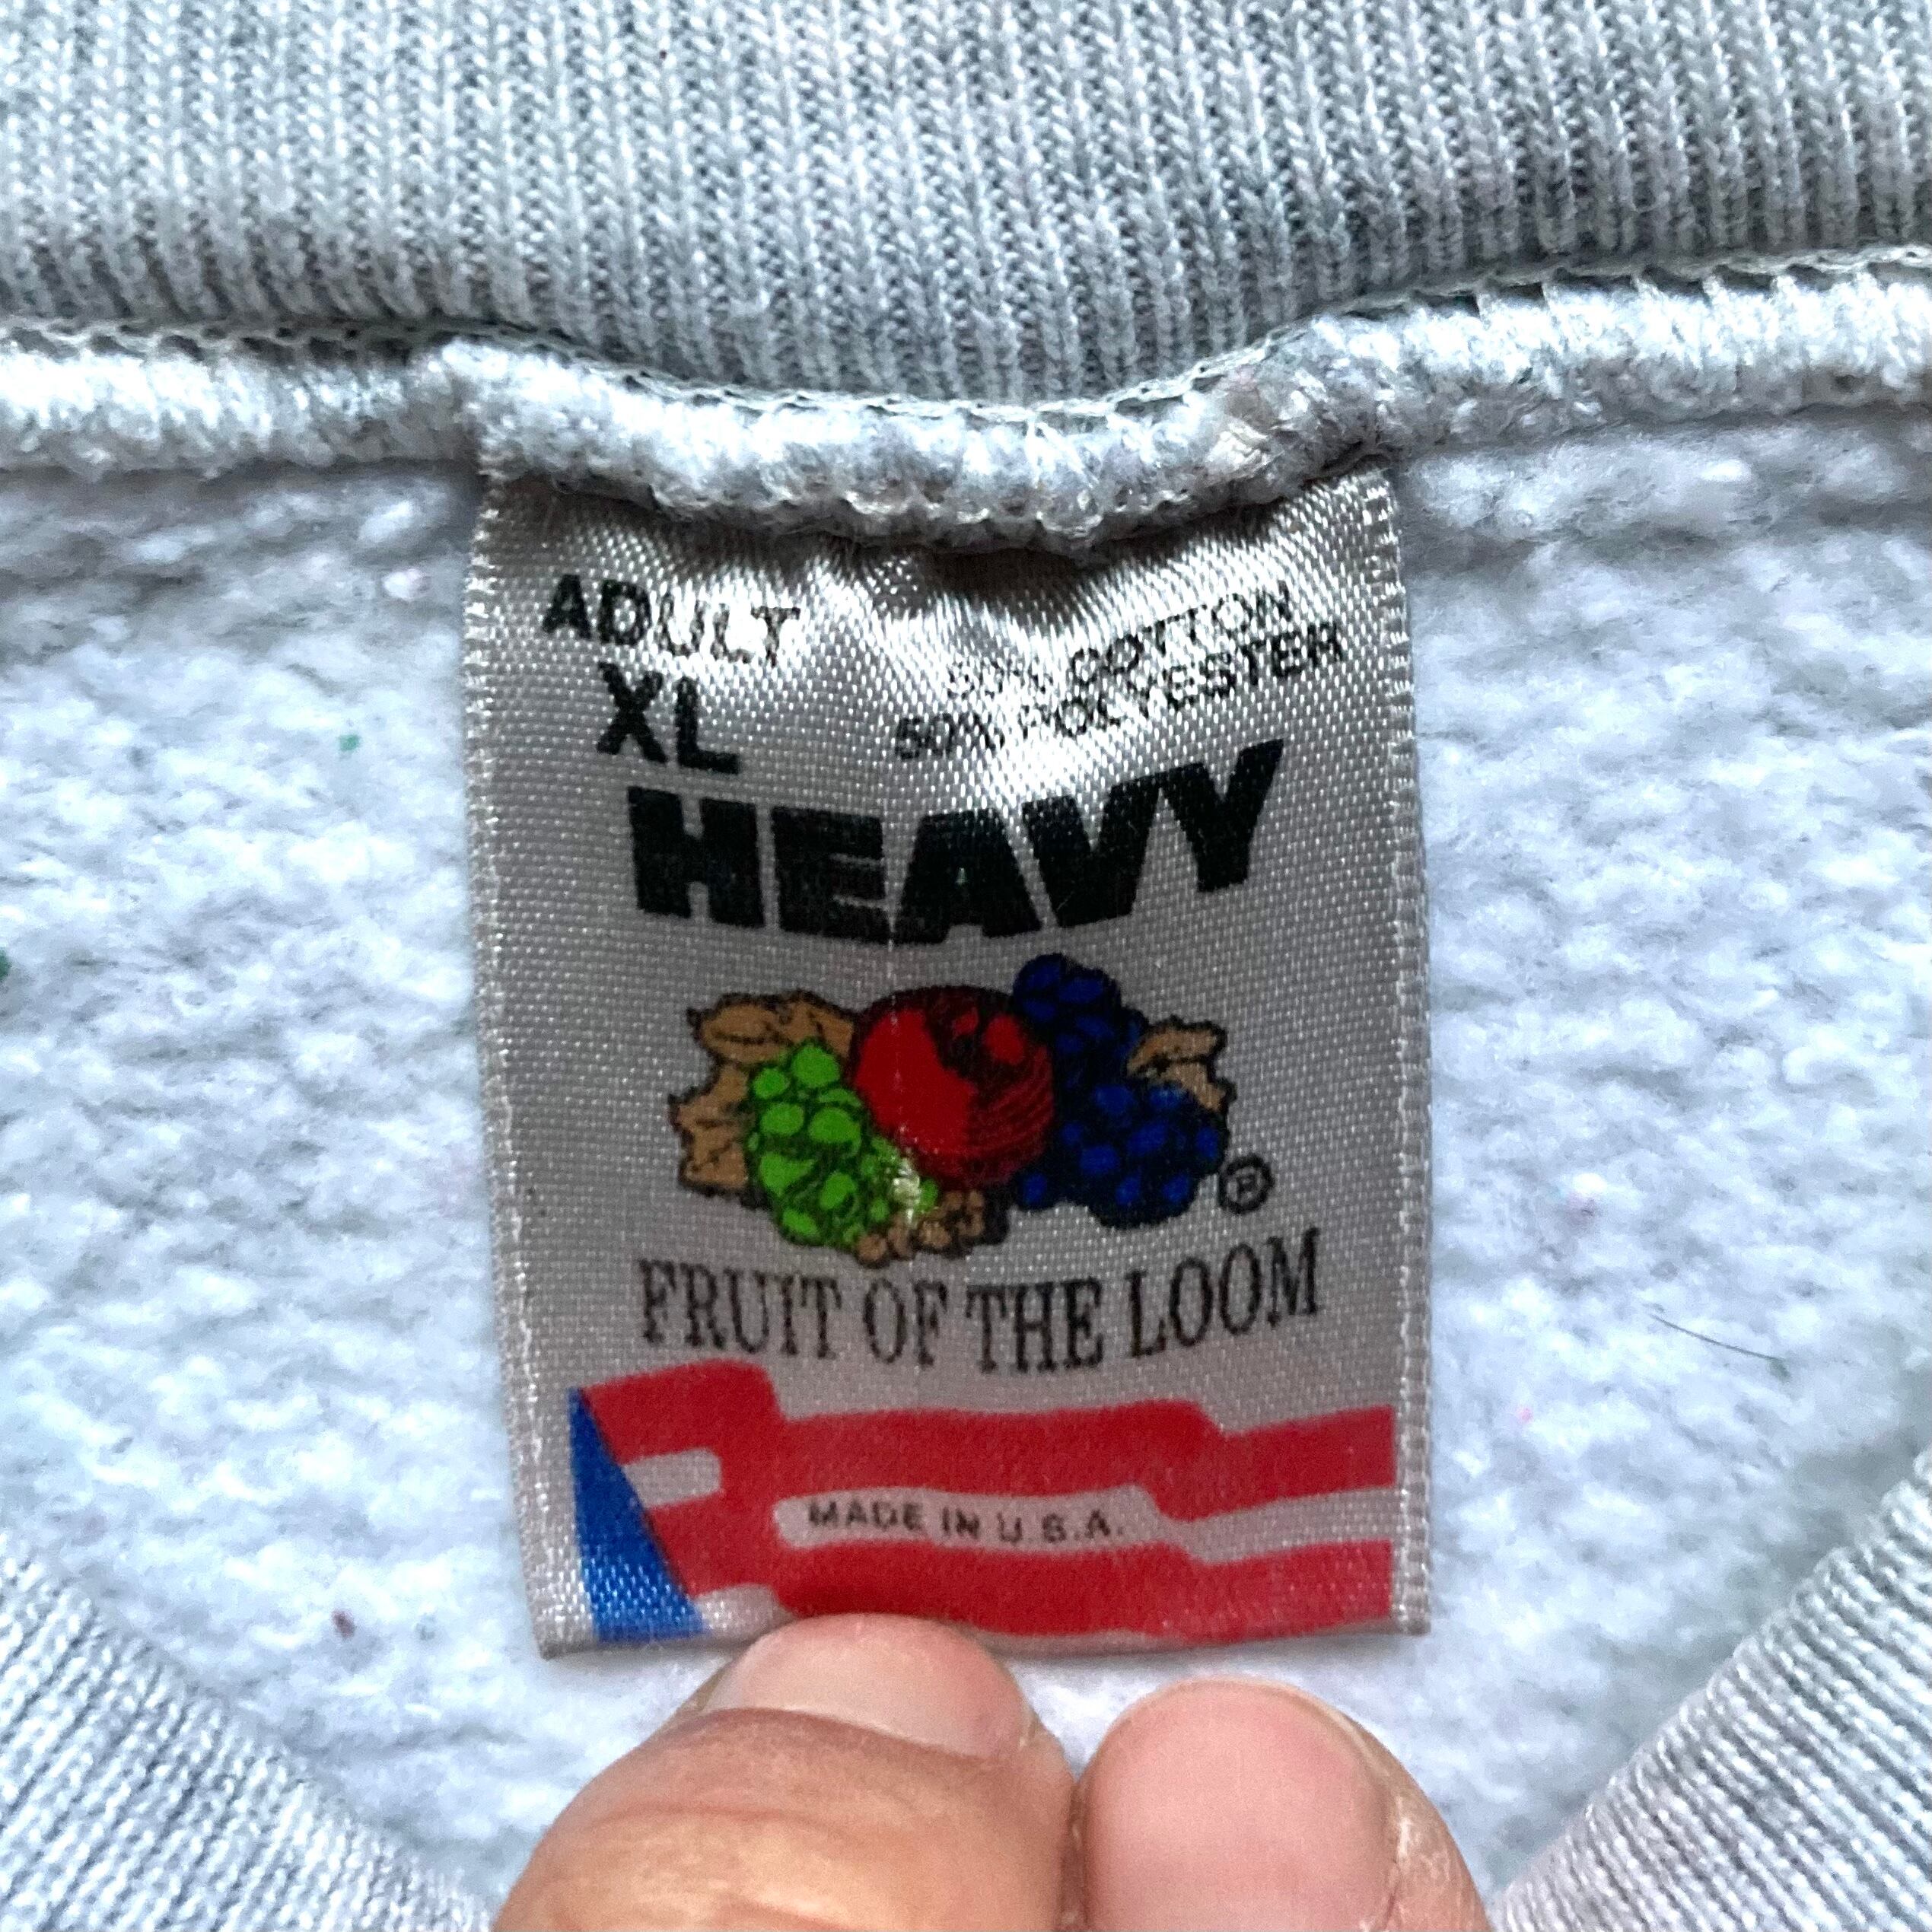 ADULT
XL
50% COTTON
50% POLYESTER
HEAVY
®
FRUIT OF THE LOOM
MADE IN U.S.A.